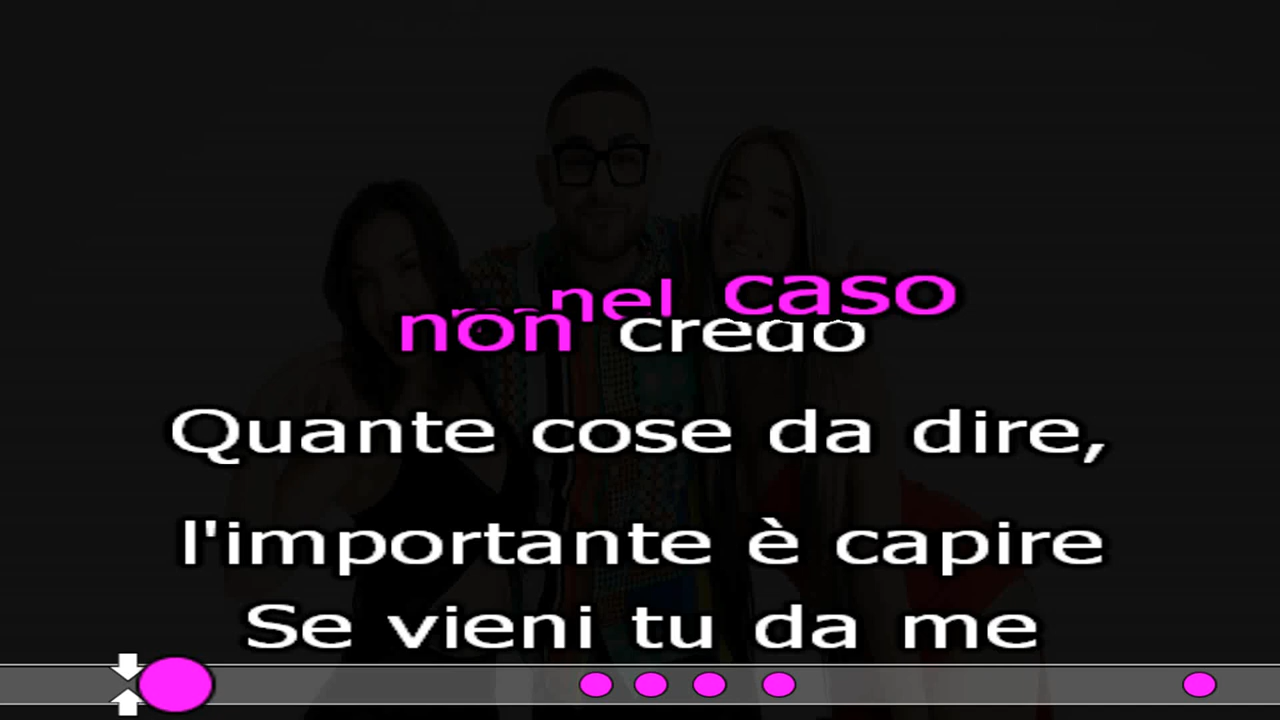 nel caso
non credo
Quante cose da dire,
l'importante è capire
Se vieni tu da me